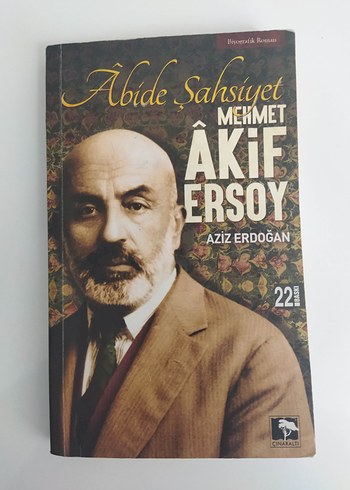 Biyografik Roman
Âbide Şahsiyet
MEHMET
ÂKİF
ERSOY
AZİZ ERDOĞAN
22. BASKI
ÇINARALTI